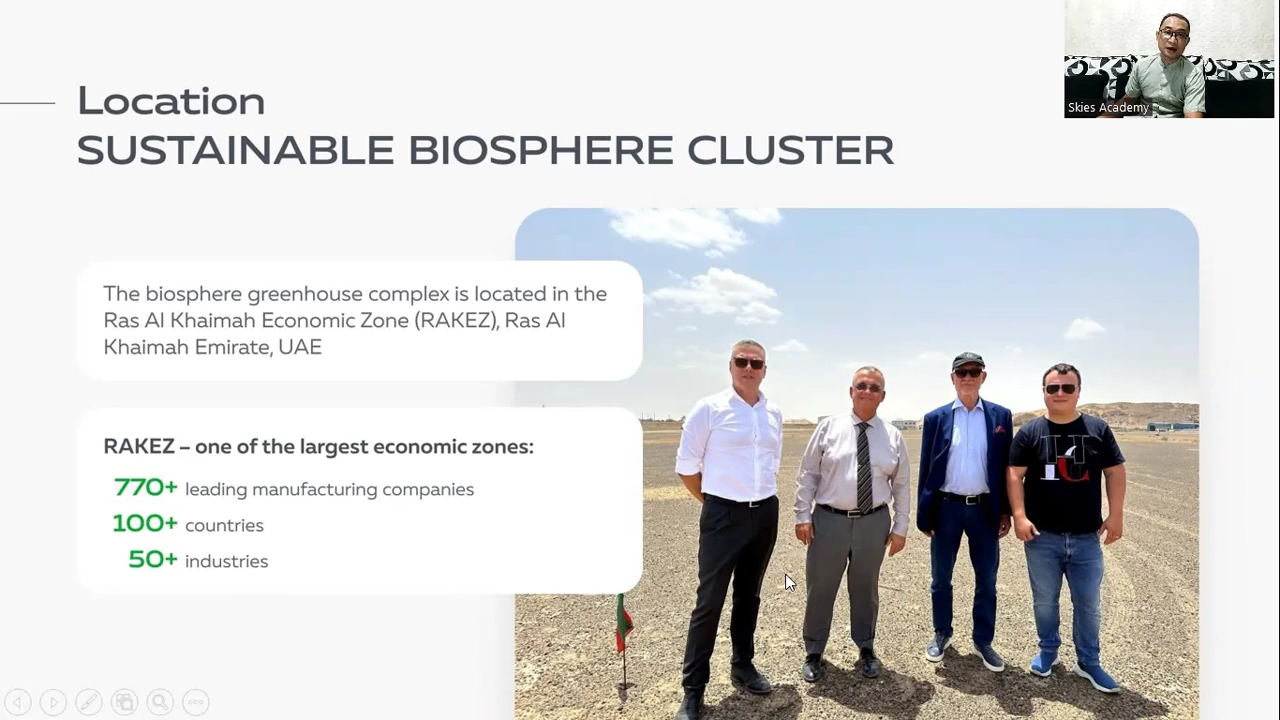 Location
SUSTAINABLE BIOSPHERE CLUSTER
Skies Academy
The biosphere greenhouse complex is located in the
Ras Al Khaimah Economic Zone (RAKEZ), Ras Al
Khaimah Emirate, UAE
RAKEZ – one of the largest economic zones:
770+ leading manufacturing companies
100+ countries
50+ industries